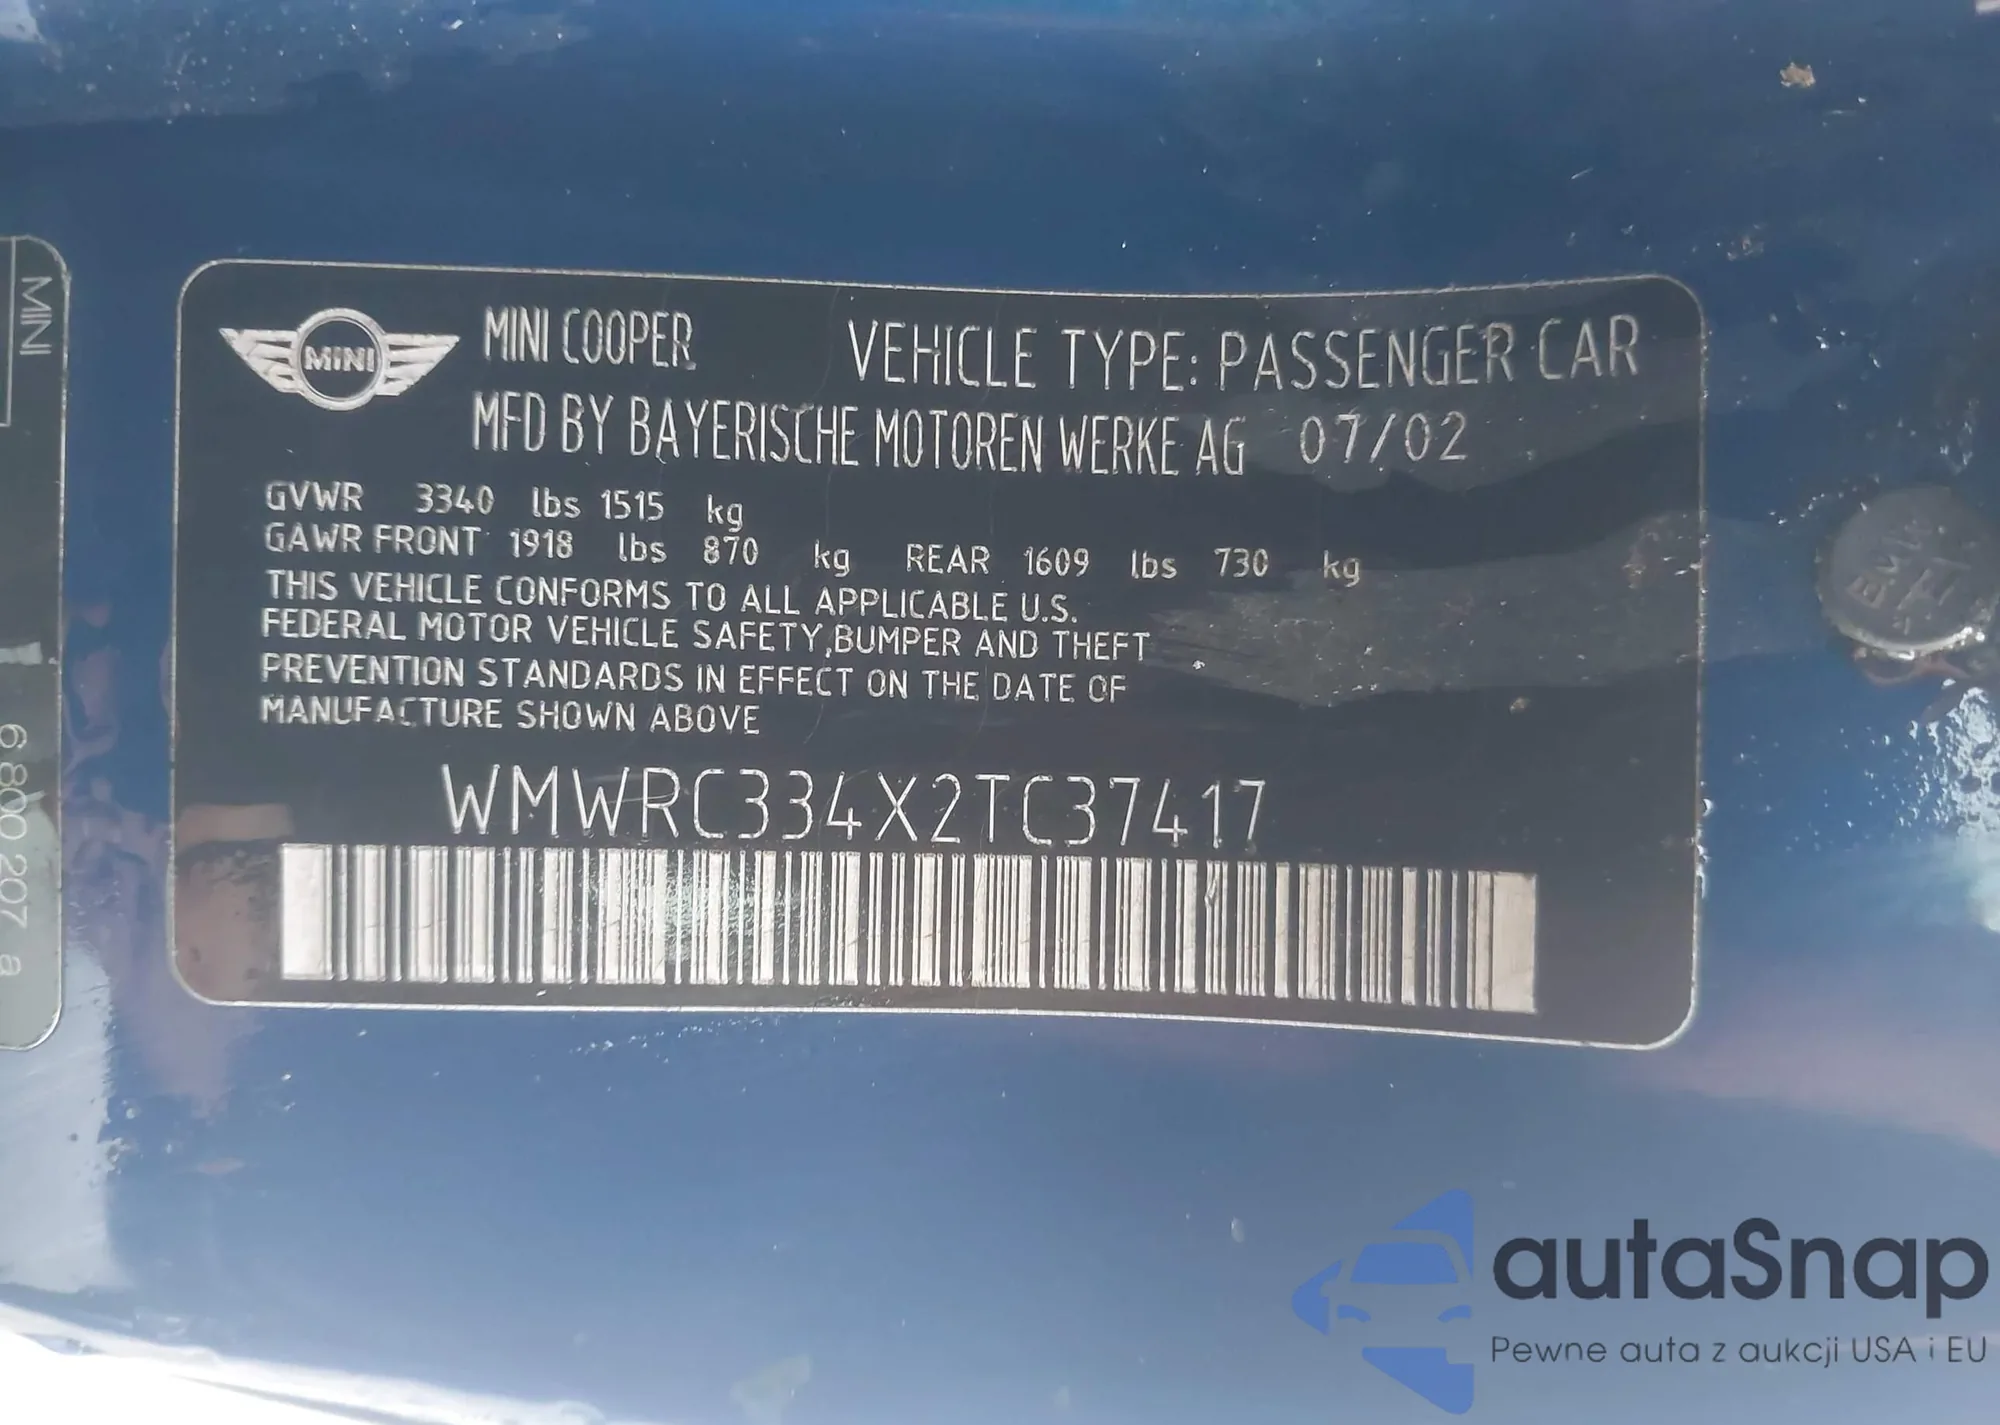 MINI
MINI COOPER
VEHICLE TYPE: PASSENGER CAR
MFD BY BAYERISCHE MOTOREN WERKE AG 07/02
GVWR 3340 lbs 1515 kg
GAWR FRONT 1918 lbs 870 kg REAR 1609 lbs 730 kg
THIS VEHICLE CONFORMS TO ALL APPLICABLE U.S.
FEDERAL MOTOR VEHICLE SAFETY,BUMPER AND THEFT
PREVENTION STANDARDS IN EFFECT ON THE DATE OF
MANUFACTURE SHOWN ABOVE
WMWRC334X2TC37417
MINI
6800207 a
autaSnap
Pewne auta z aukcji USA i EU